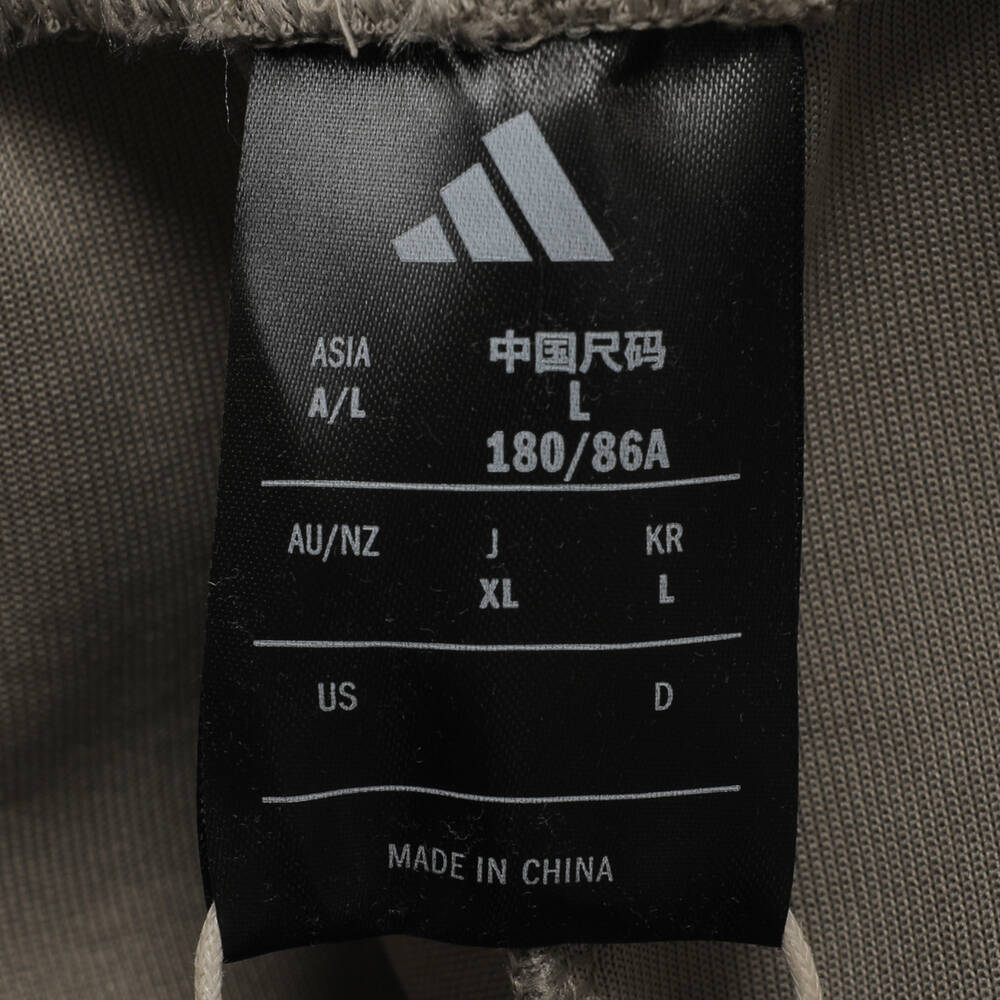 ASIA 中国尺码
A/L L
180/86A
AU/NZ J KR
XL L
US D
MADE IN CHINA